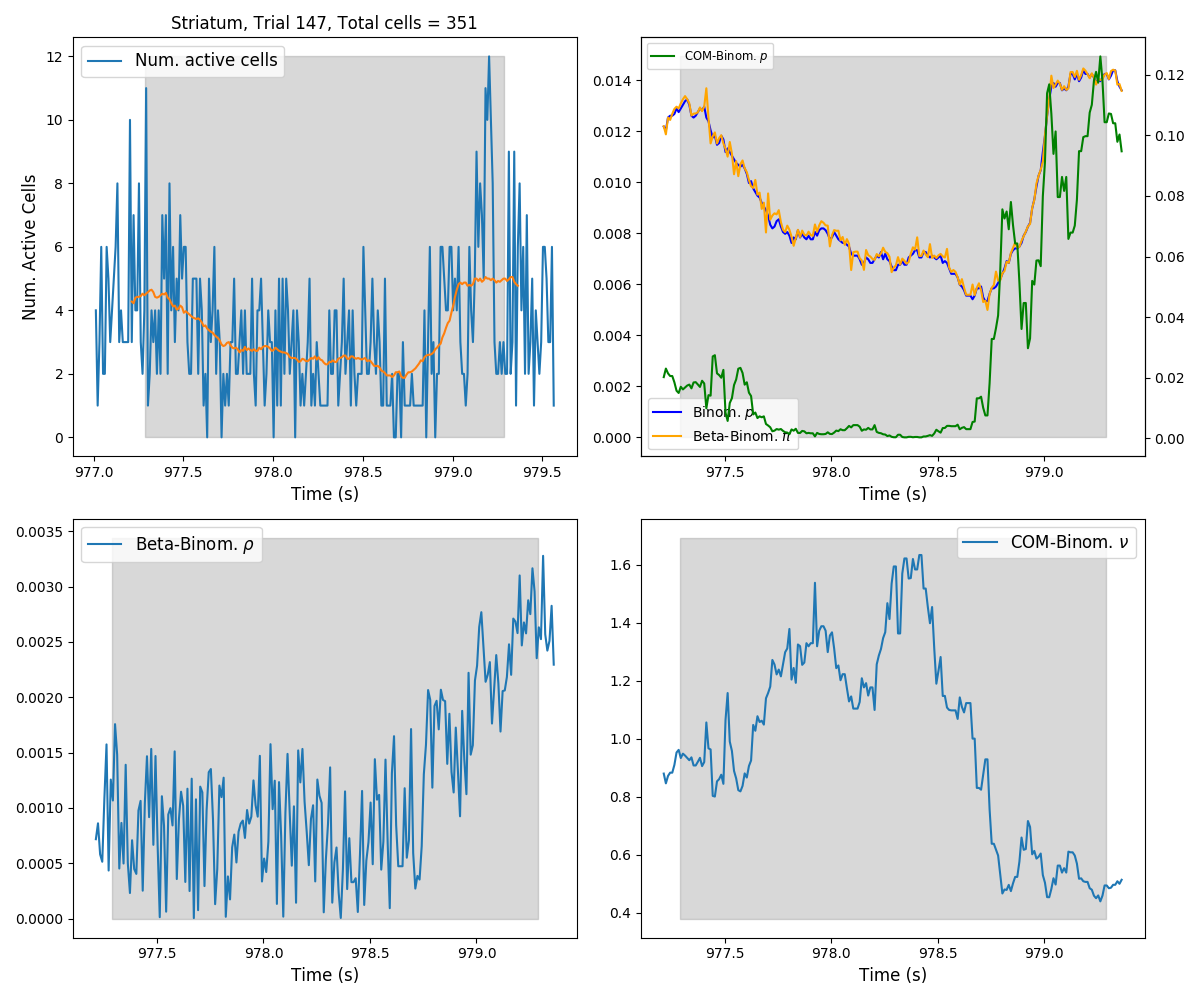 Striatum, Trial 147, Total cells = 351
Num. active cells
12
10
8
6
4
2
0
Num. Active Cells
977.0 977.5 978.0 978.5 979.0 979.5
Time (s)
COM-Binom. p
0.014
0.012
0.010
0.008
0.006
0.004
0.002
0.000
0.12
0.10
0.08
0.06
0.04
0.02
0.00
Binom. p
Beta-Binom. π
977.5 978.0 978.5 979.0
Time (s)
Beta-Binom. ρ
0.0035
0.0030
0.0025
0.0020
0.0015
0.0010
0.0005
0.0000
977.5 978.0 978.5 979.0
Time (s)
COM-Binom. ν
1.6
1.4
1.2
1.0
0.8
0.6
0.4
977.5 978.0 978.5 979.0
Time (s)